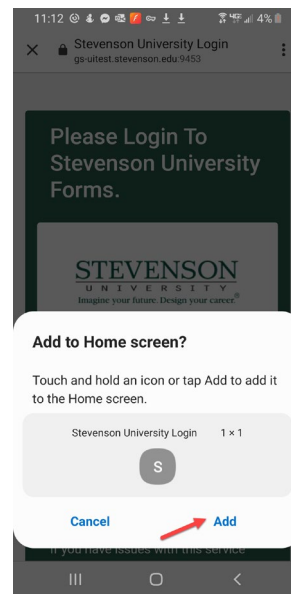 11:12 4% 
Stevenson University Login
gs-uitest.stevenson.edu:9453
Please Login To
Stevenson University
Forms.
STEVENSON
UNIVERSITY
Imagine your future. Design your career.®
Add to Home screen?
Touch and hold an icon or tap Add to add it
to the Home screen.
Stevenson University Login 1 × 1
S
Cancel Add
If you have issues with this service